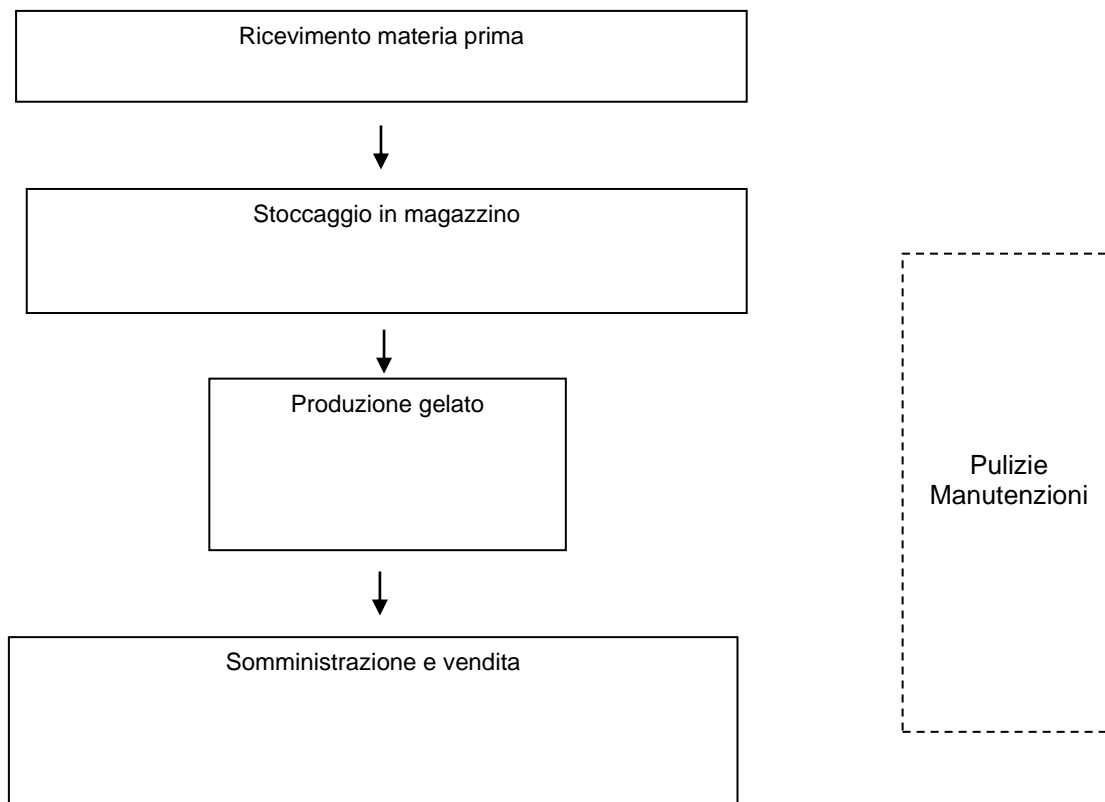 Ricevimento materia prima
Stoccaggio in magazzino
Produzione gelato
Pulizie
Manutenzioni
Somministrazione e vendita